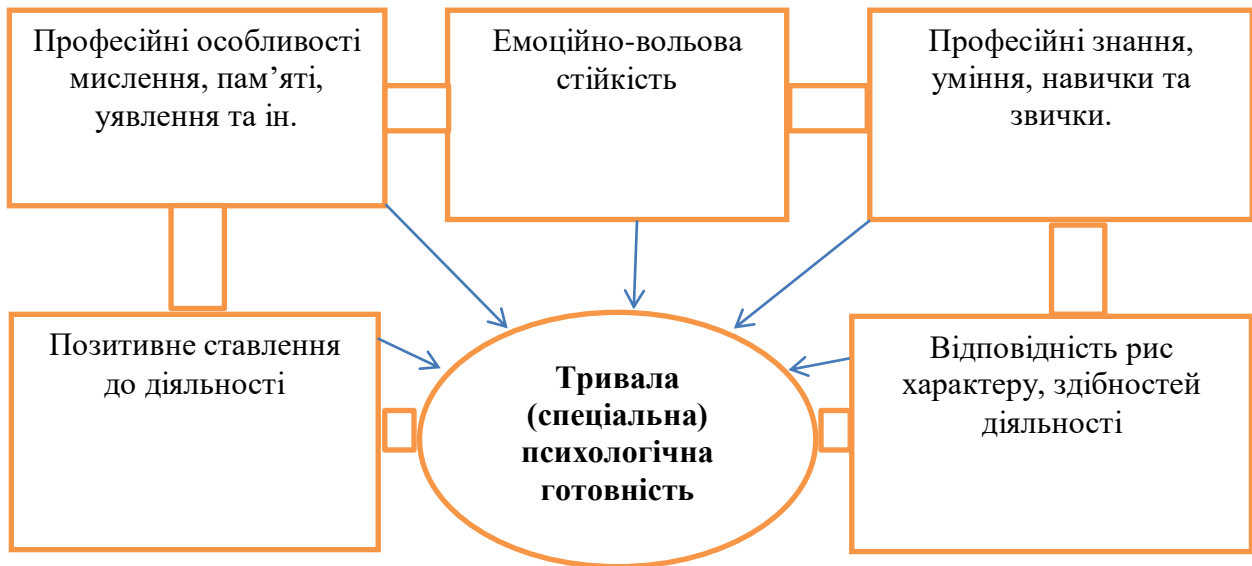 Професійні особливості
мислення, пам’яті,
уявлення та ін.
Емоційно-вольова
стійкість
Професійні знання,
уміння, навички та
звички.
Позитивне ставлення
до діяльності
Тривала
(спеціальна)
психологічна
готовність
Відповідність рис
характеру, здібностей
діяльності